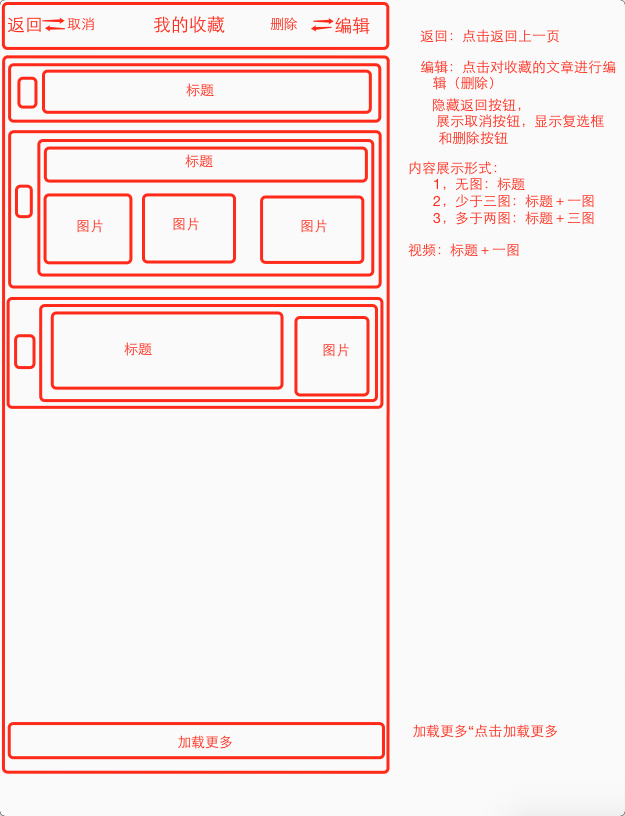 返回 取消 我的收藏 删除 编辑
返回：点击返回上一页
编辑：点击对收藏的文章进行编
辑（删除）
隐藏返回按钮，
展示取消按钮，显示复选框
和删除按钮
标题
标题
图片 图片 图片
标题 图片
内容展示形式：
1，无图：标题
2，少于三图：标题＋一图
3，多于两图：标题＋三图
视频：标题＋一图
加载更多
加载更多“点击加载更多